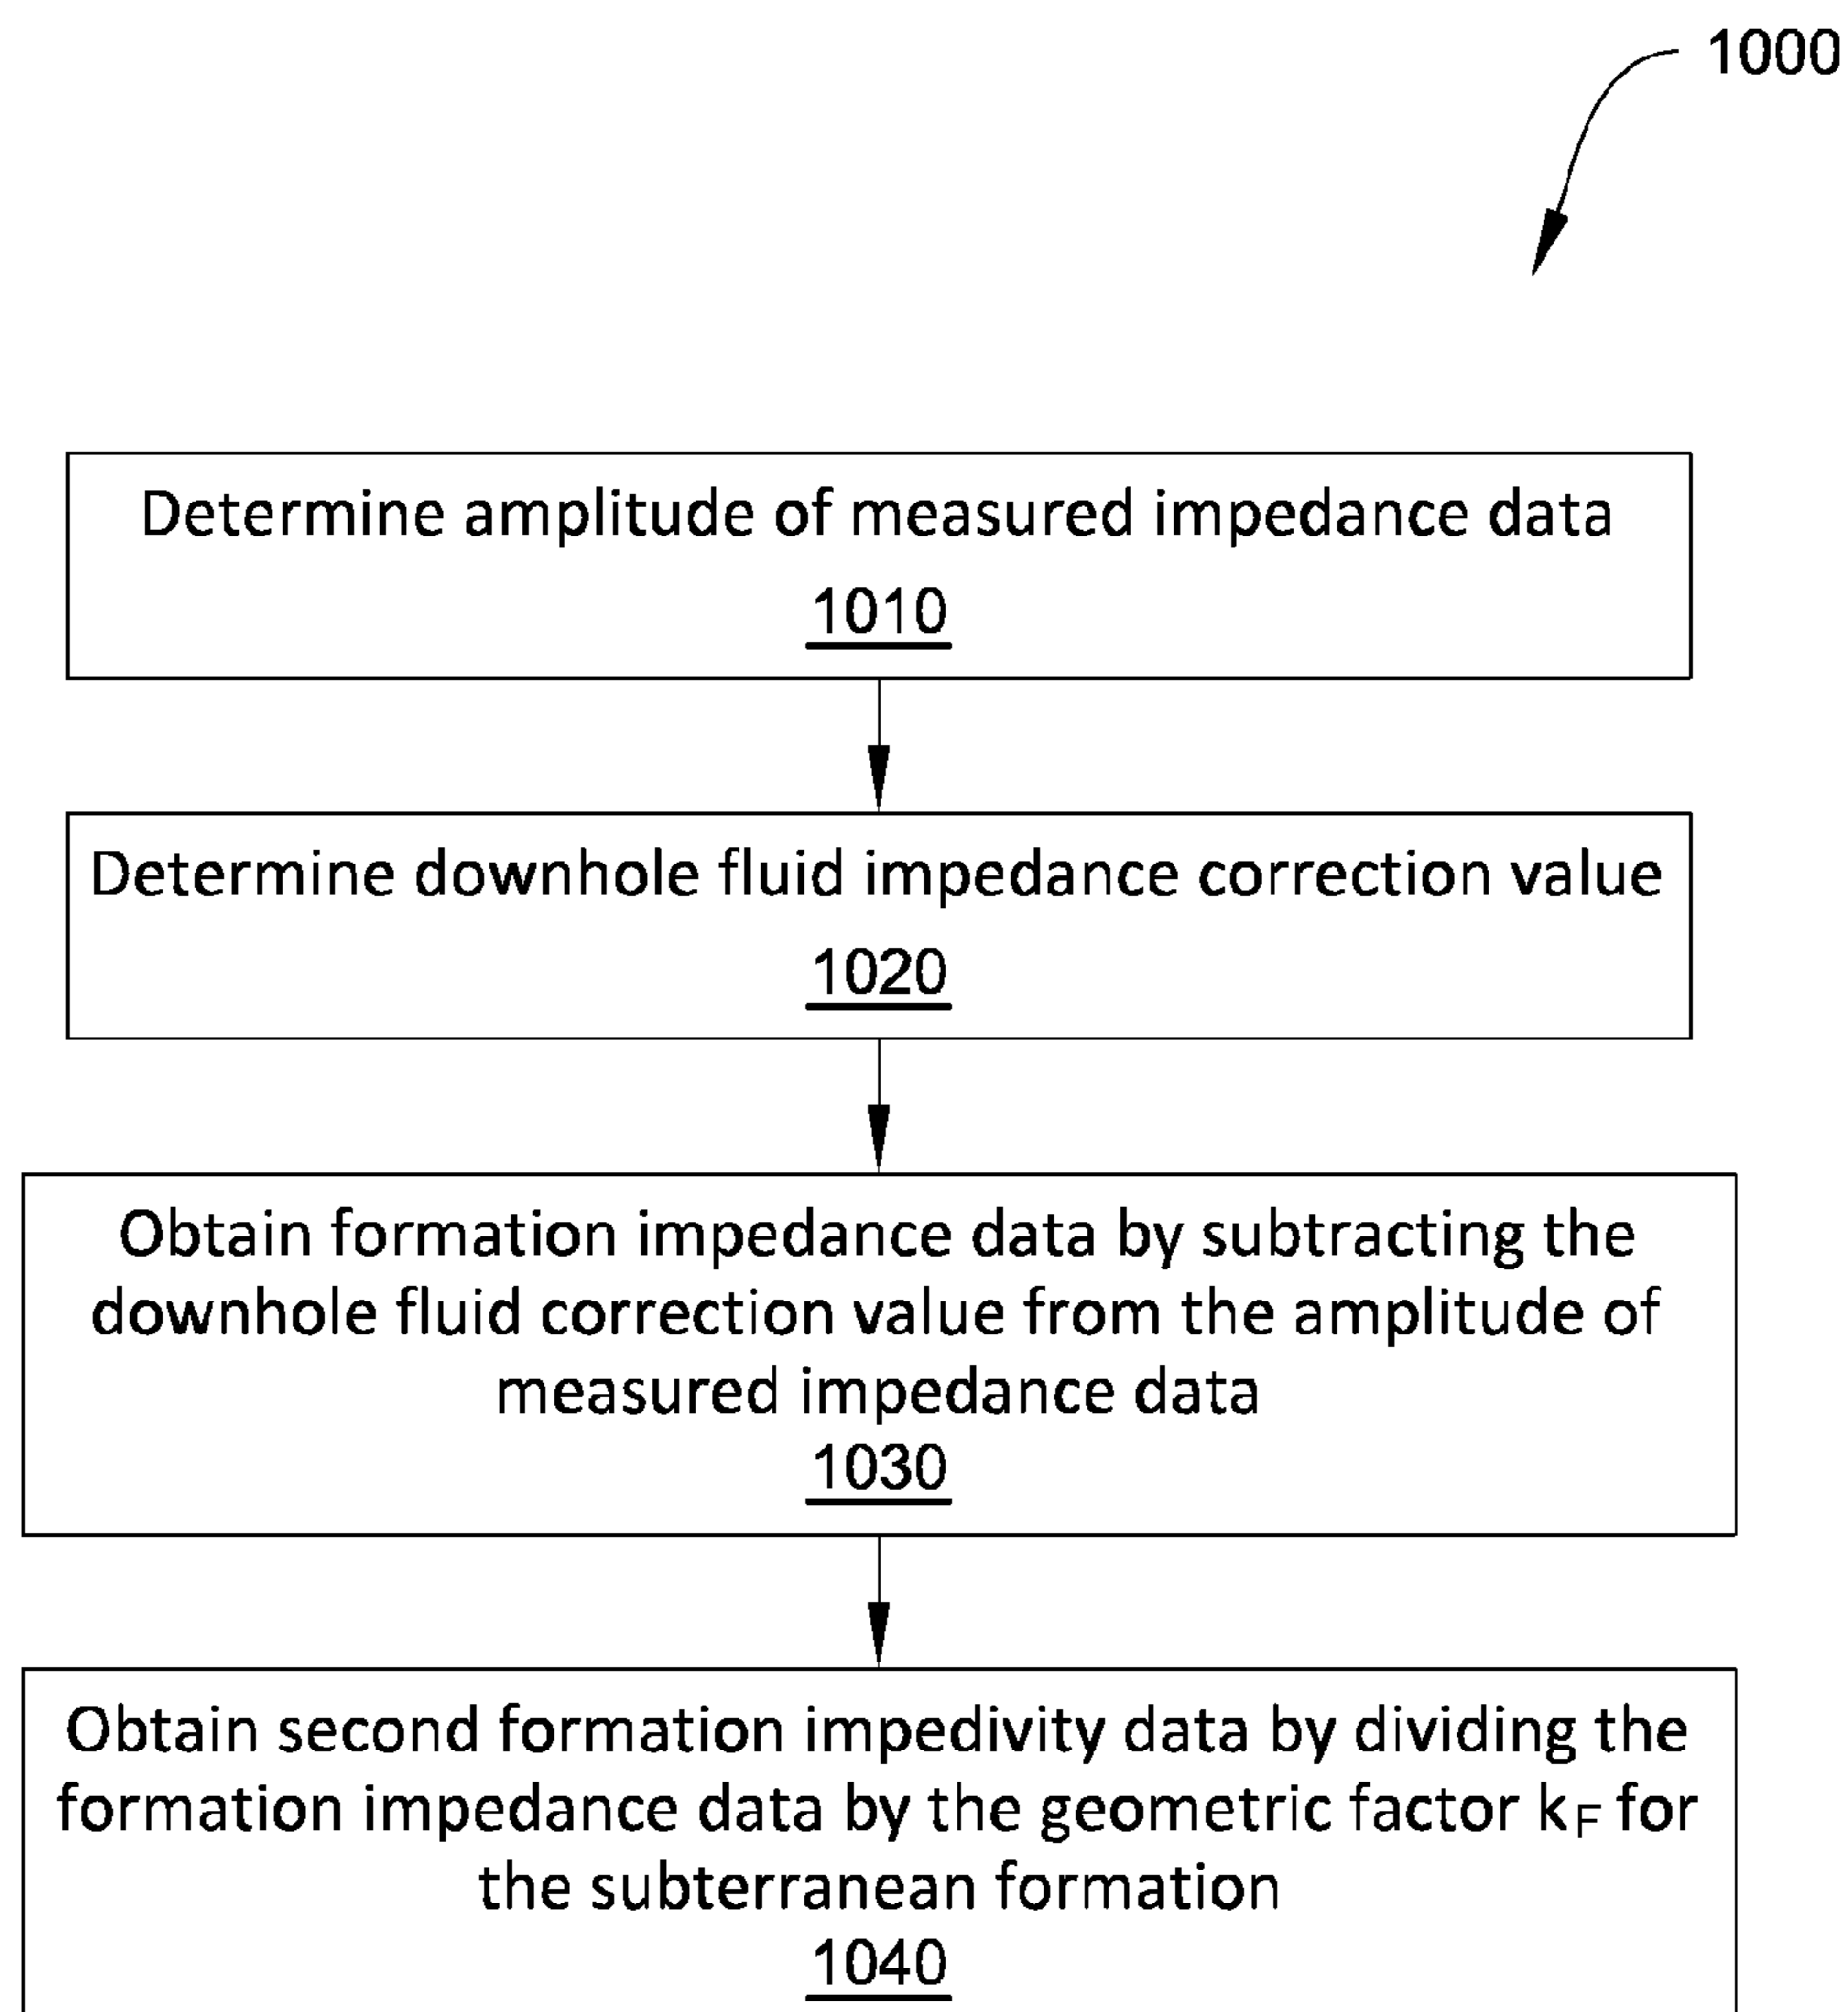 1000
Determine amplitude of measured impedance data
1010
Determine downhole fluid impedance correction value
1020
Obtain formation impedance data by subtracting the
downhole fluid correction value from the amplitude of
measured impedance data
1030
Obtain second formation impedivity data by dividing the
formation impedance data by the geometric factor kF for
the subterranean formation
1040